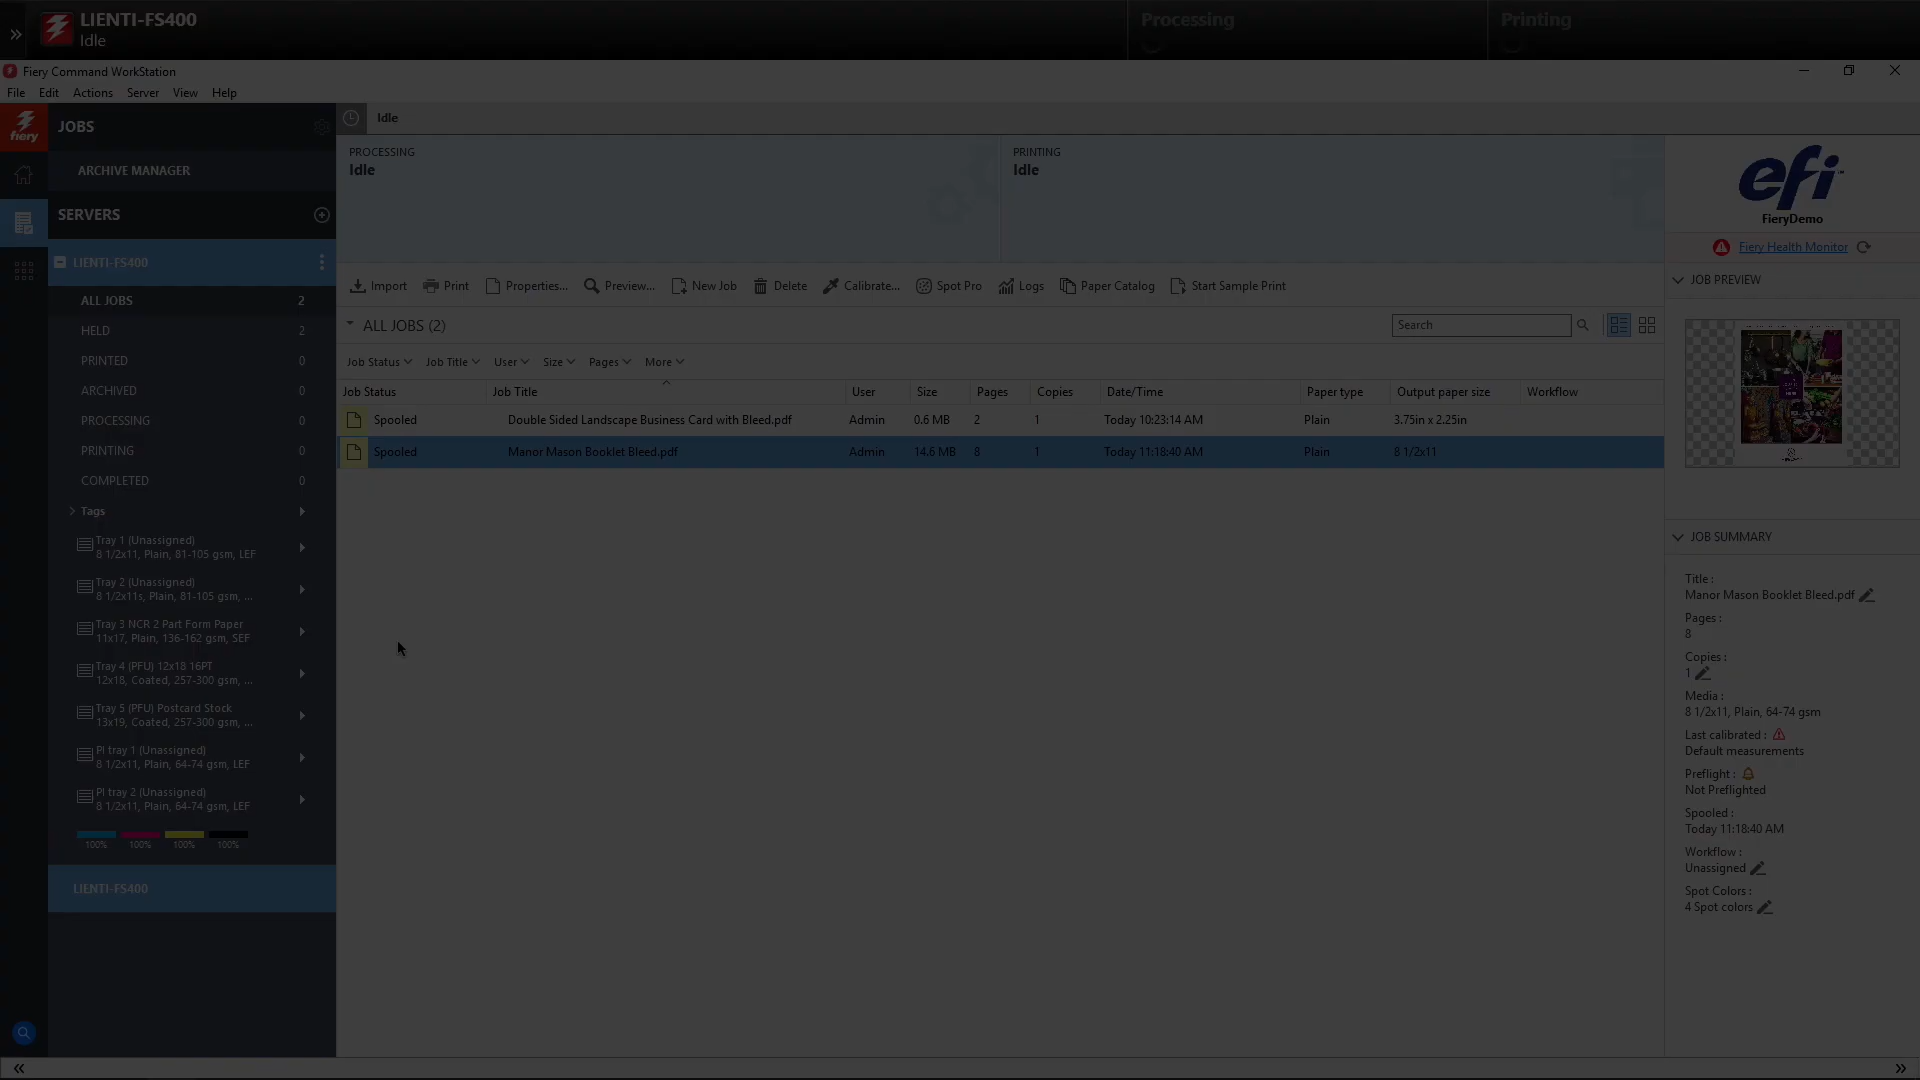 LIENTI-FS400
Idle
Processing
Printing
Fiery Command WorkStation
File Edit Actions Server View Help
fiery
JOBS
ARCHIVE MANAGER
SERVERS
LIENTI-FS400
ALL JOBS 2
HELD 2
PRINTED 0
ARCHIVED 0
PROCESSING 0
PRINTING 0
COMPLETED 0
Tags
Tray 1 (Unassigned)
8 1/2x11, Plain, 81-105 gsm, LEF
Tray 2 (Unassigned)
8 1/2x11s, Plain, 81-105 gsm, ...
Tray 3 NCR 2 Part Form Paper
11x17, Plain, 136-162 gsm, SEF
Tray 4 (PFU) 12x18 16PT
12x18, Coated, 257-300 gsm, ...
Tray 5 (PFU) Postcard Stock
13x19, Coated, 257-300 gsm, ...
PI tray 1 (Unassigned)
8 1/2x11, Plain, 64-74 gsm, LEF
PI tray 2 (Unassigned)
8 1/2x11, Plain, 64-74 gsm, LEF
100% 100% 100% 100%
LIENTI-FS400
Idle
PROCESSING
Idle
PRINTING
Idle
Import Print Properties... Preview... New Job Delete Calibrate... Spot Pro Logs Paper Catalog Start Sample Print
ALL JOBS (2)
Search
Job Status Job Title User Size Pages More
Job Status Job Title User Size Pages Copies Date/Time Paper type Output paper size Workflow
Spooled Double Sided Landscape Business Card with Bleed.pdf Admin 0.6 MB 2 1 Today 10:23:14 AM Plain 3.75in x 2.25in
Spooled Manor Mason Booklet Bleed.pdf Admin 14.6 MB 8 1 Today 11:18:40 AM Plain 8 1/2x11
efi
FieryDemo
Fiery Health Monitor
JOB PREVIEW
JOB SUMMARY
Title :
Manor Mason Booklet Bleed.pdf
Pages :
8
Copies :
1
Media :
8 1/2x11, Plain, 64-74 gsm
Last calibrated :
Default measurements
Preflight :
Not Preflighted
Spooled :
Today 11:18:40 AM
Workflow :
Unassigned
Spot Colors :
4 Spot colors